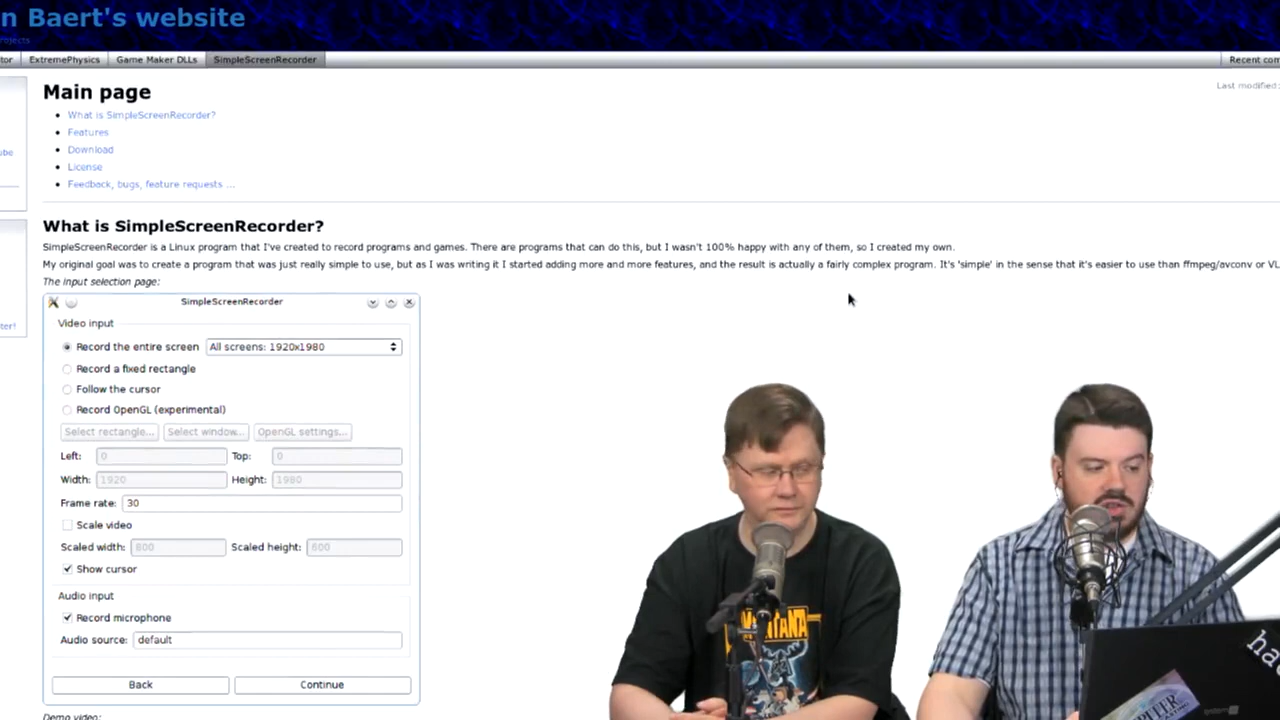 n Baert's website
rojects
tor ExtremePhysics Game Maker DLLs SimpleScreenRecorder Recent com
Last modified:
Main page
What is SimpleScreenRecorder?
Features
Download
License
Feedback, bugs, feature requests ...
ube
What is SimpleScreenRecorder?
SimpleScreenRecorder is a Linux program that I've created to record programs and games. There are programs that can do this, but I wasn't 100% happy with any of them, so I created my own.
My original goal was to create a program that was just really simple to use, but as I was writing it I started adding more and more features, and the result is actually a fairly complex program. It's 'simple' in the sense that it's easier to use than ffmpeg/avconv or VL
The input selection page:
ter!
SimpleScreenRecorder
Video input
Record the entire screen All screens: 1920x1980
Record a fixed rectangle
Follow the cursor
Record OpenGL (experimental)
Select rectangle... Select window... OpenGL settings...
Left: 0 Top: 0
Width: 1920 Height: 1980
Frame rate: 30
Scale video
Scaled width: 800 Scaled height: 600
Show cursor
Audio input
Record microphone
Audio source: default
Back Continue
Demo video:
MONTANA
ha
system76